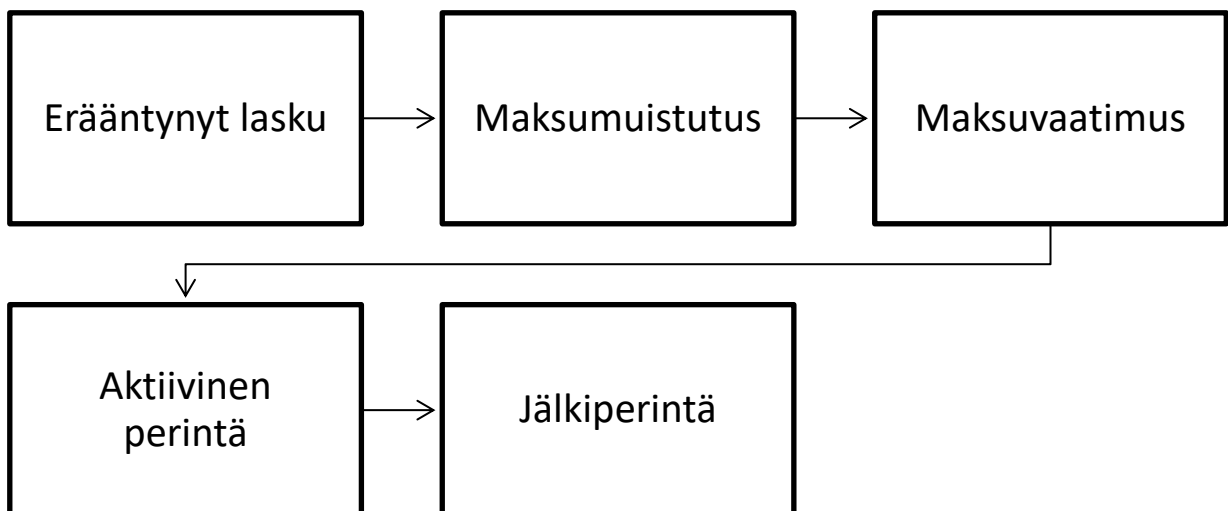 Erääntynyt lasku
Maksumuistutus
Maksuvaatimus
Aktiivinen
perintä
Jälkiperintä